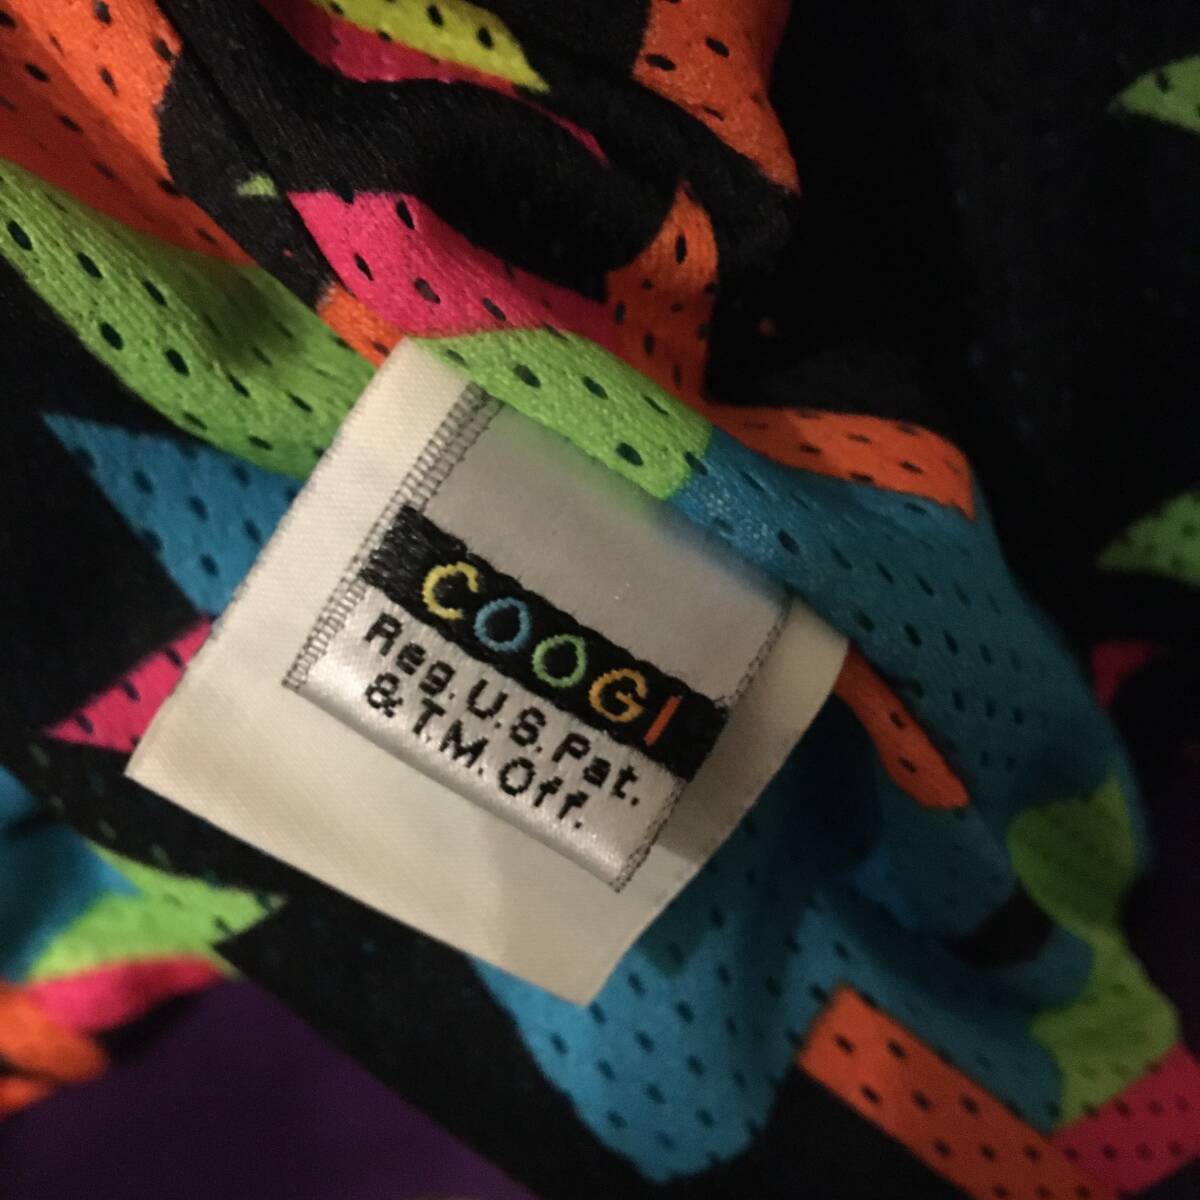 COOGI
Reg. U.S. Pat.
& T.M. Off.